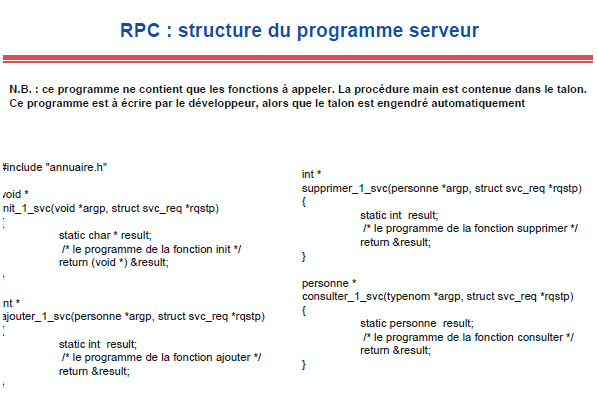 RPC : structure du programme serveur
N.B. : ce programme ne contient que les fonctions à appeler. La procédure main est contenue dans le talon.
Ce programme est à écrire par le développeur, alors que le talon est engendré automatiquement
#include "annuaire.h"
void *
init_1_svc(void *argp, struct svc_req *rqstp)
{
static char * result;
/* le programme de la fonction init */
return (void *) &result;
}
int *
ajouter_1_svc(personne *argp, struct svc_req *rqstp)
{
static int  result;
/* le programme de la fonction ajouter */
return &result;
}
int *
supprimer_1_svc(personne *argp, struct svc_req *rqstp)
{
static int  result;
/* le programme de la fonction supprimer */
return &result;
}
personne *
consulter_1_svc(typenom *argp, struct svc_req *rqstp)
{
static personne  result;
/* le programme de la fonction consulter */
return &result;
}